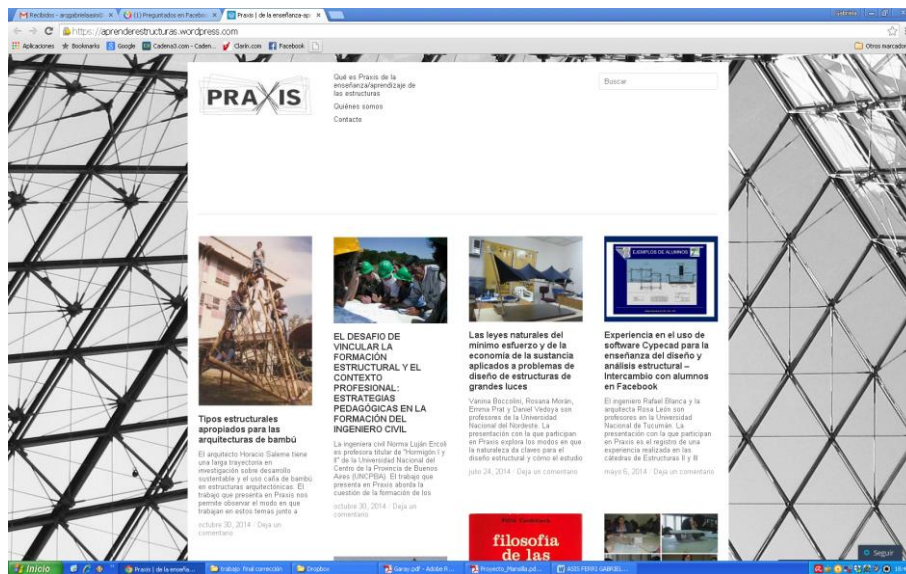 Recibidos - arogabrielaasis@
(1) Preguntados en Facebo
Praxis | de la enseñanza-ap
Gabriela
https://aprenderestructuras.wordpress.com
Aplicaciones
Bookmarks
Google
Cadena3.com - Caden...
Clarín.com
Facebook
Otros marcador
PRAXIS
Qué es Praxis de la
enseñanza/aprendizaje de
las estructuras
Quiénes somos
Contacto
Buscar
Tipos estructurales
apropiados para las
arquitecturas de bambú
El arquitecto Horacio Saleme tiene
una larga trayectoria en
investigación sobre desarrollo
sustentable y el uso caña de bambú
en estructuras arquitectónicas. El
trabajo que presenta en Praxis nos
permite observar el modo en que
trabajan en estos temas junto a
octubre 30, 2014 / Deja un
comentario
EL DESAFIO DE
VINCULAR LA
FORMACIÓN
ESTRUCTURAL Y EL
CONTEXTO
PROFESIONAL:
ESTRATEGIAS
PEDAGÓGICAS EN LA
FORMACIÓN DEL
INGENIERO CIVIL
La ingeniera civil Norma Luján Ercoli
es profesora titular de "Hormigón I y
II" de la Universidad Nacional del
Centro de la Provincia de Buenos
Aires (UNCPBA). El trabajo que
presenta en Praxis aborda la
cuestión de la formación de los
octubre 30, 2014 / Deja un
comentario
Las leyes naturales del
mínimo esfuerzo y de la
economía de la sustancia
aplicados a problemas de
diseño de estructuras de
grandes luces
Vanina Boccolini, Rosana Morán,
Emma Prat y Daniel Vedoya son
profesores de la Universidad
Nacional del Nordeste. La
presentación con la que participan
en Praxis explora los modos en que
la naturaleza da claves para el
diseño estructural y cómo el estudio
julio 24, 2014 / Deja un comentario
EJEMPLOS DE ALUMNOS
Experiencia en el uso de
software Cypecad para la
enseñanza del diseño y
análisis estructural –
Intercambio con alumnos
en Facebook
El ingeniero Rafael Blanca y la
arquitecta Rosa León son
profesores en la Universidad
Nacional de Tucumán. La
presentación con la que participan
en Praxis es el registro de una
experiencia realizada en las
cátedras de Estructuras II y III
mayo 6, 2014 / Deja un comentario
filosofía
de las
Seguir
Inicio
Praxis | de la enseña...
trabajo final corrección
Dropbox
Garay.pdf - Adobe R...
Proyecto_Mansilla.pd...
ASIS FERRI GABRIEL...